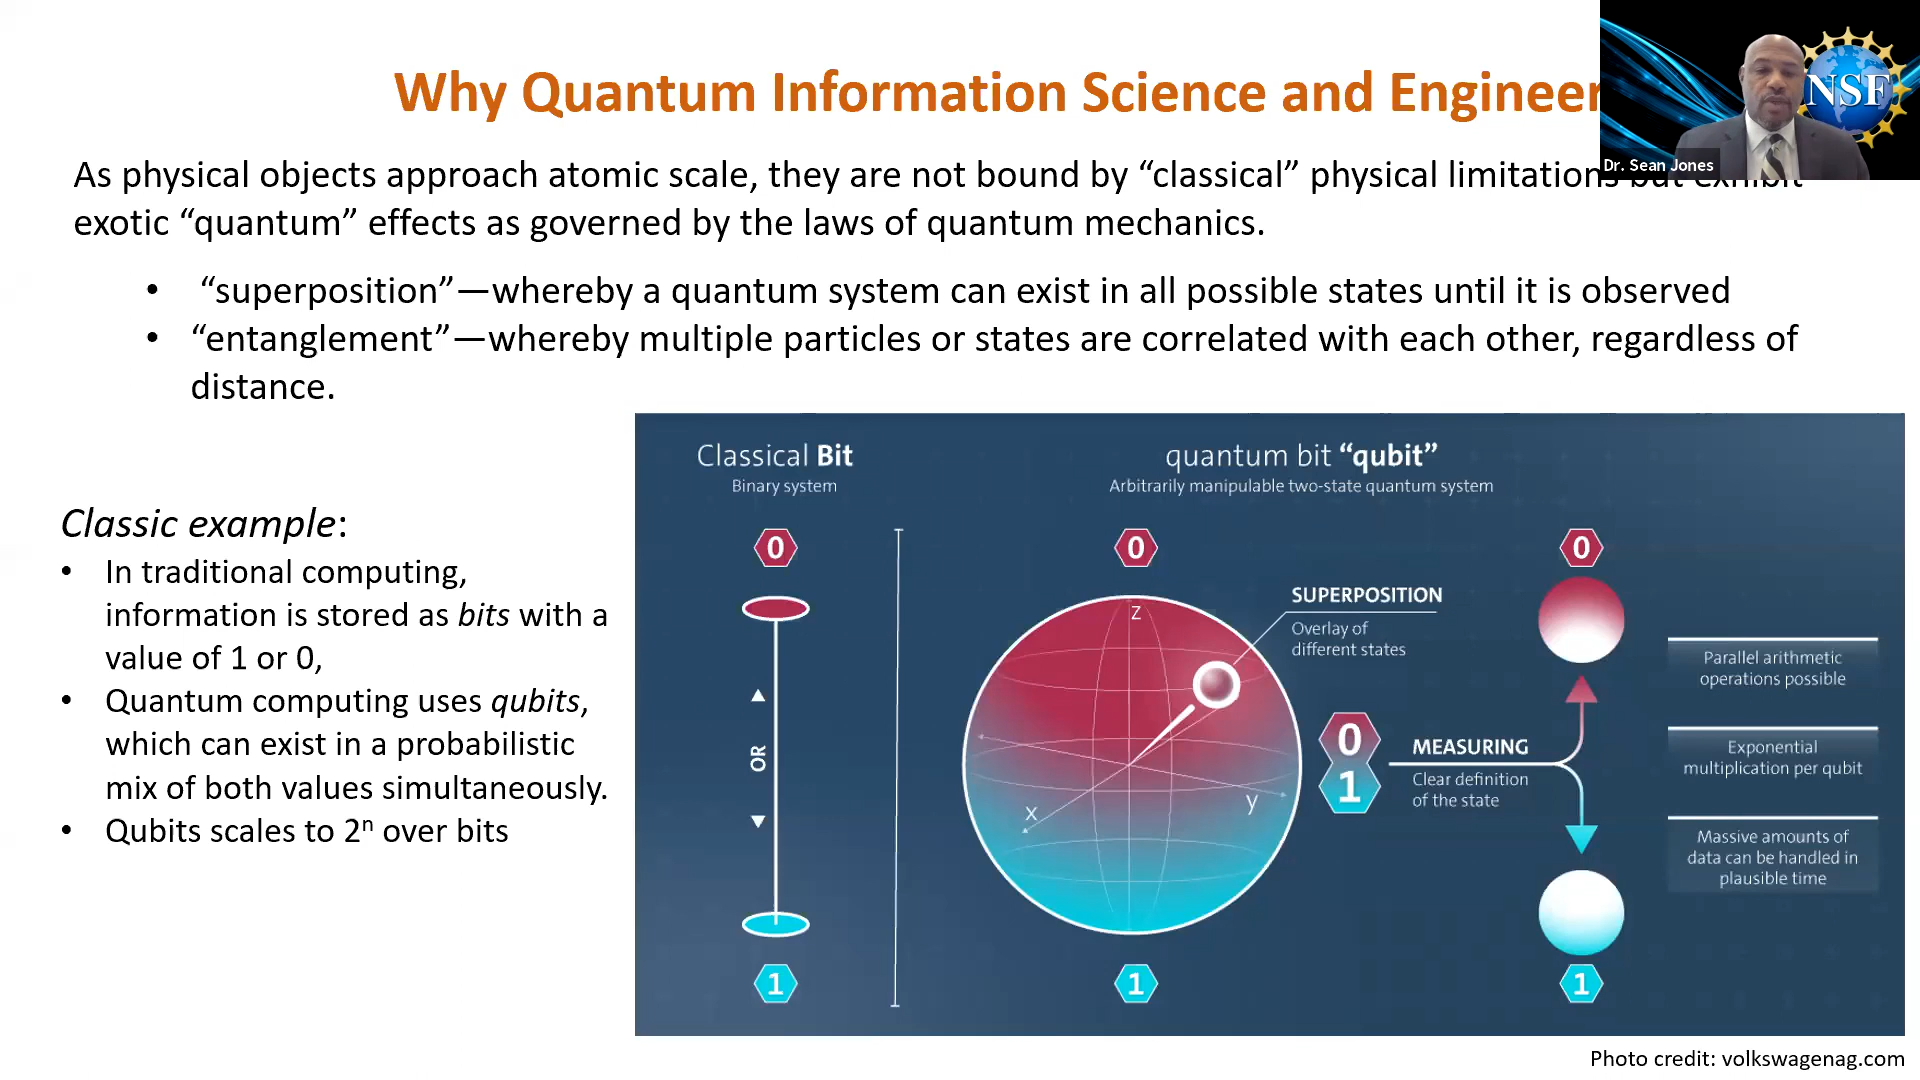 Why Quantum Information Science and Engineer
NSF
Dr. Sean Jones
As physical objects approach atomic scale, they are not bound by “classical” physical limitations but exhibit
exotic “quantum” effects as governed by the laws of quantum mechanics.
• “superposition”—whereby a quantum system can exist in all possible states until it is observed
• “entanglement”—whereby multiple particles or states are correlated with each other, regardless of
distance.
Classic example:
• In traditional computing,
information is stored as bits with a
value of 1 or 0,
• Quantum computing uses qubits,
which can exist in a probabilistic
mix of both values simultaneously.
• Qubits scales to 2ⁿ over bits
Classical Bit
Binary system
0
OR
1
quantum bit “qubit”
Arbitrarily manipulable two-state quantum system
0
z
x
y
1
SUPERPOSITION
Overlay of
different states
0
1
MEASURING
Clear definition
of the state
0
1
Parallel arithmetic
operations possible
Exponential
multiplication per qubit
Massive amounts of
data can be handled in
plausible time
Photo credit: volkswagenag.com